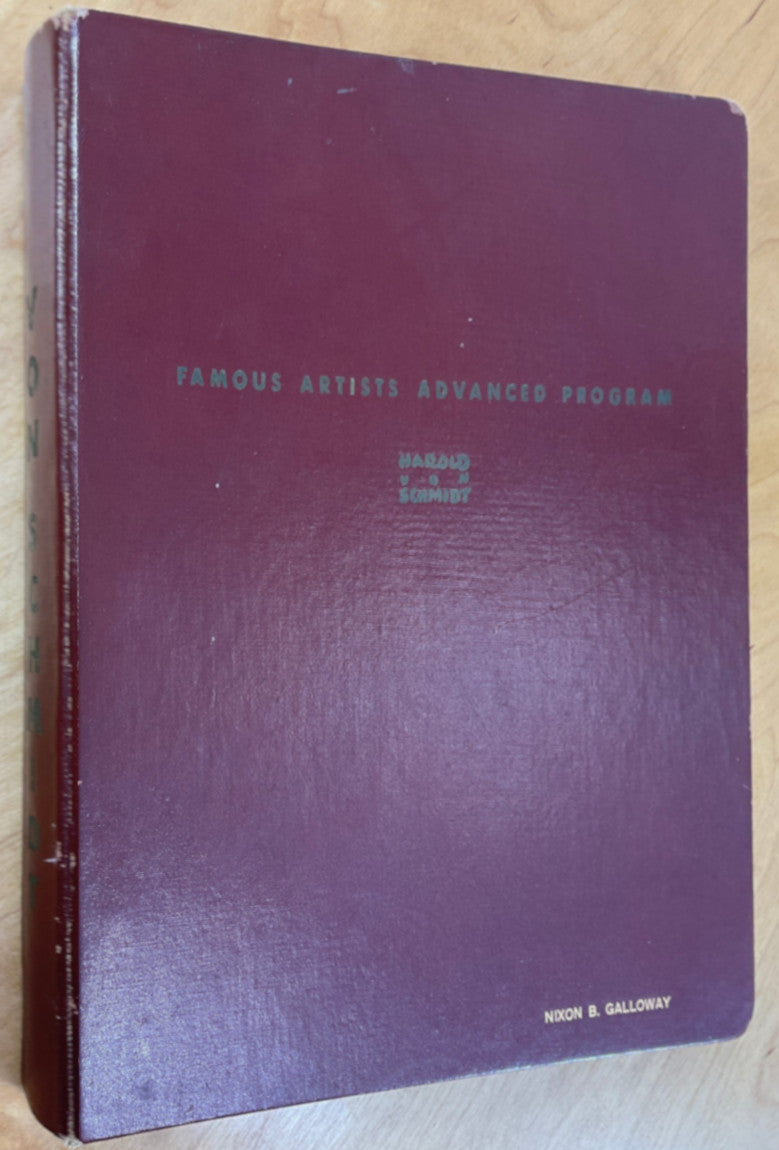 VON SCHMIDT
FAMOUS ARTISTS ADVANCED PROGRAM
HAROLD
VON
SCHMIDT
NIXON B. GALLOWAY